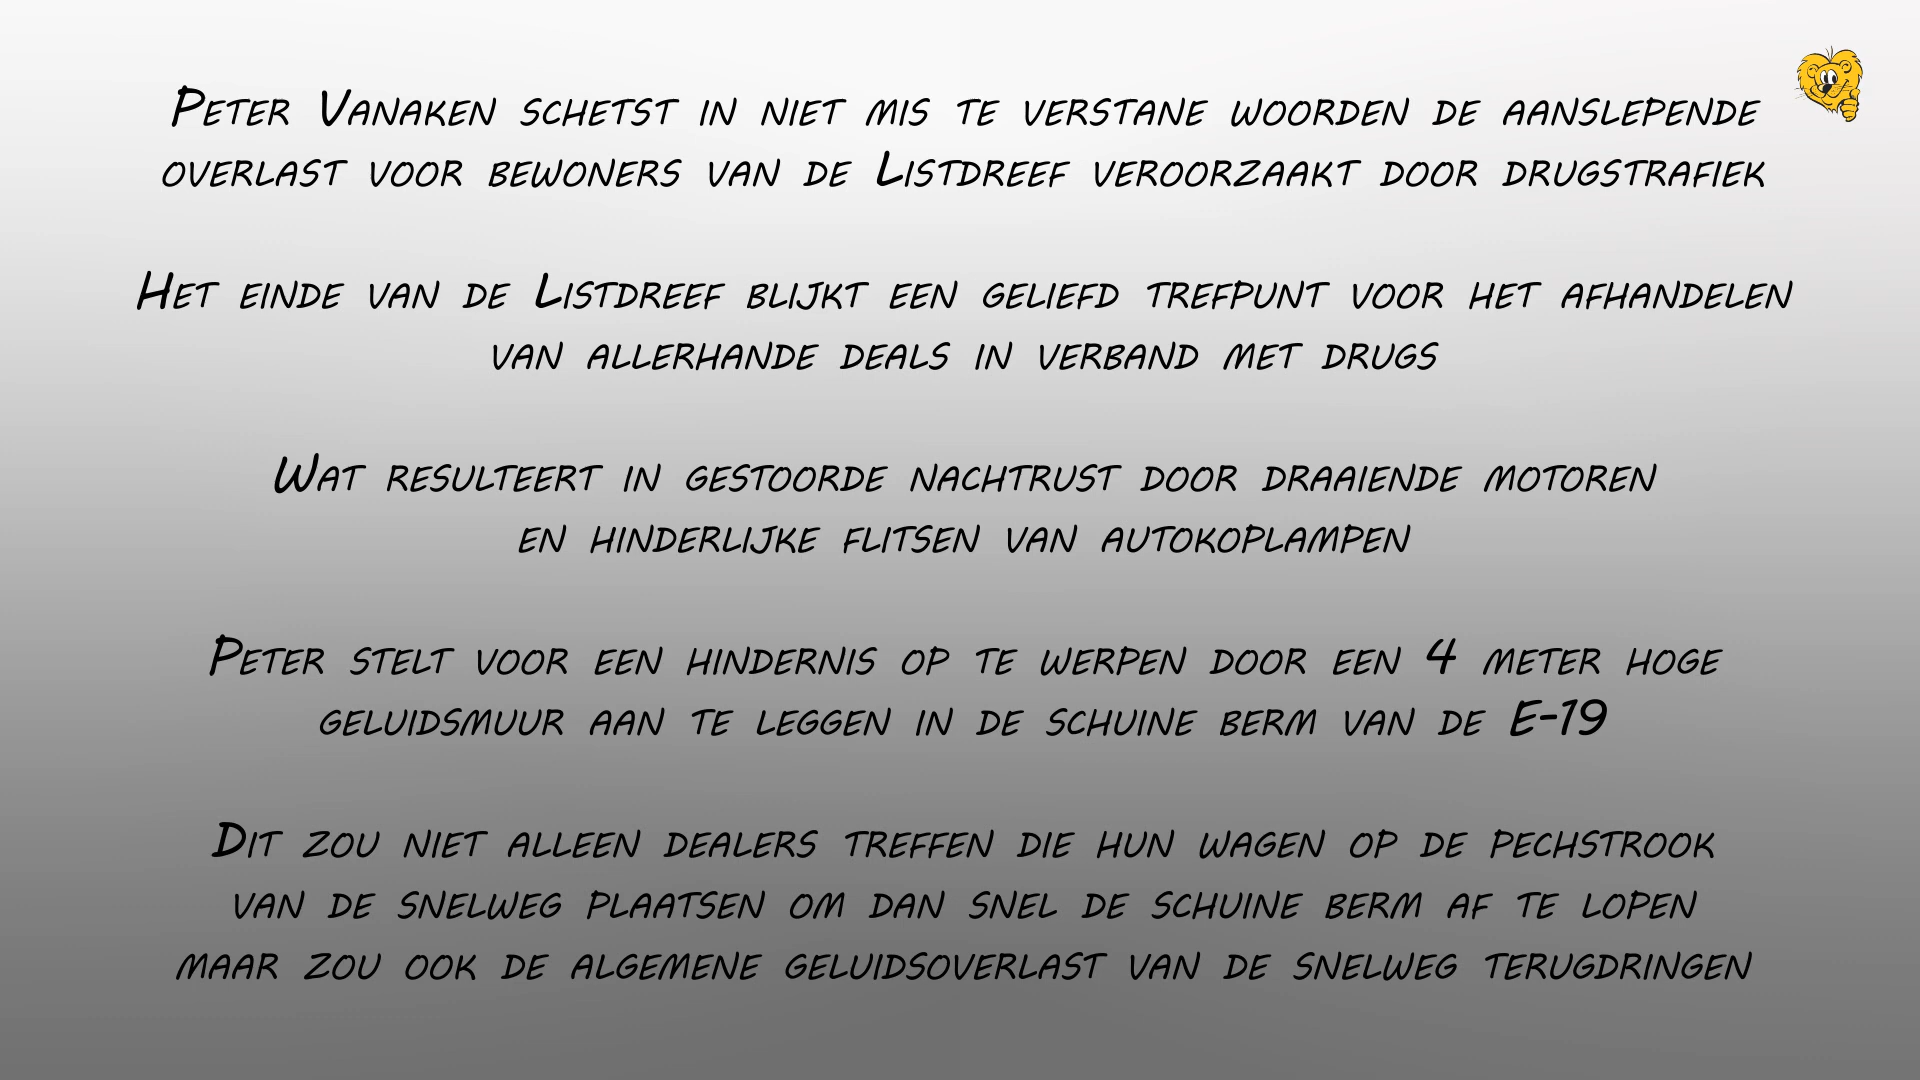 Peter Vanaken schetst in niet mis te verstane woorden de aanslepende
overlast voor bewoners van de Listdreef veroorzaakt door drugstrafiek
Het einde van de Listdreef blijkt een geliefd trefpunt voor het afhandelen
van allerhande deals in verband met drugs
Wat resulteert in gestoorde nachtrust door draaiende motoren
en hinderlijke flitsen van autokoplampen
Peter stelt voor een hindernis op te werpen door een 4 meter hoge
geluidsmuur aan te leggen in de schuine berm van de E-19
Dit zou niet alleen dealers treffen die hun wagen op de pechstrook
van de snelweg plaatsen om dan snel de schuine berm af te lopen
maar zou ook de algemene geluidsoverlast van de snelweg terugdringen